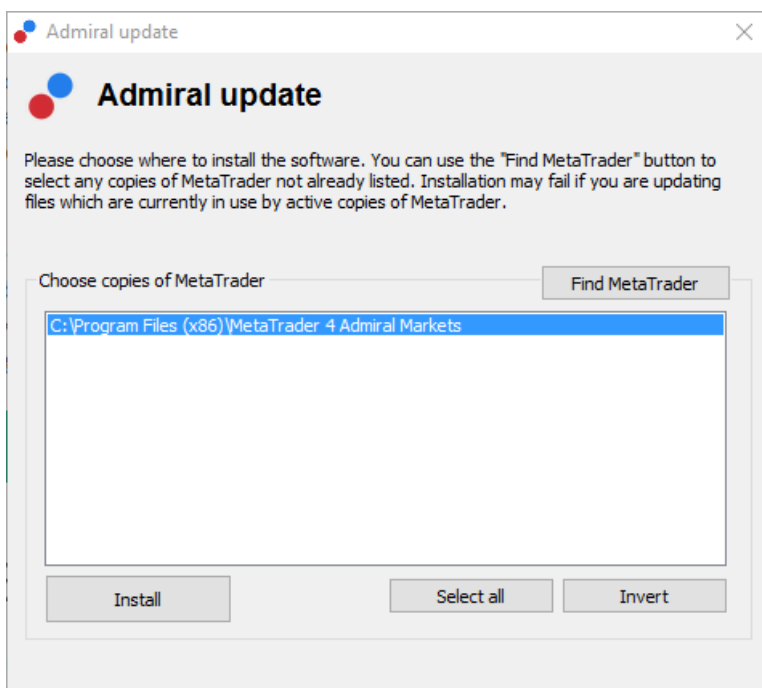 Admiral update
Admiral update
Please choose where to install the software. You can use the "Find MetaTrader" button to
select any copies of MetaTrader not already listed. Installation may fail if you are updating
files which are currently in use by active copies of MetaTrader.
Choose copies of MetaTrader
Find MetaTrader
C:\Program Files (x86)\MetaTrader 4 Admiral Markets
Install
Select all
Invert